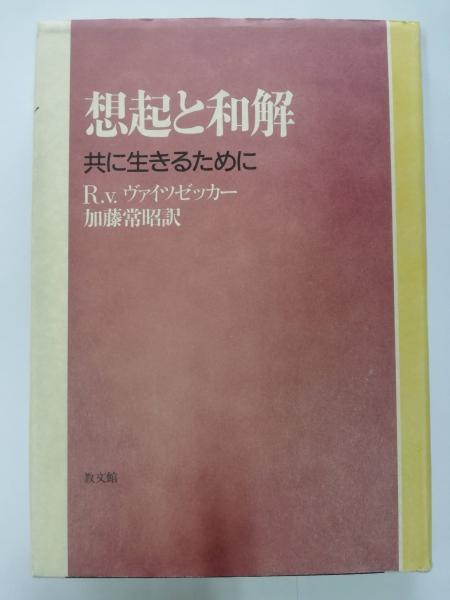 想起と和解
共に生きるために
R.v.ヴァイツゼッカー
加藤常昭訳
教文館